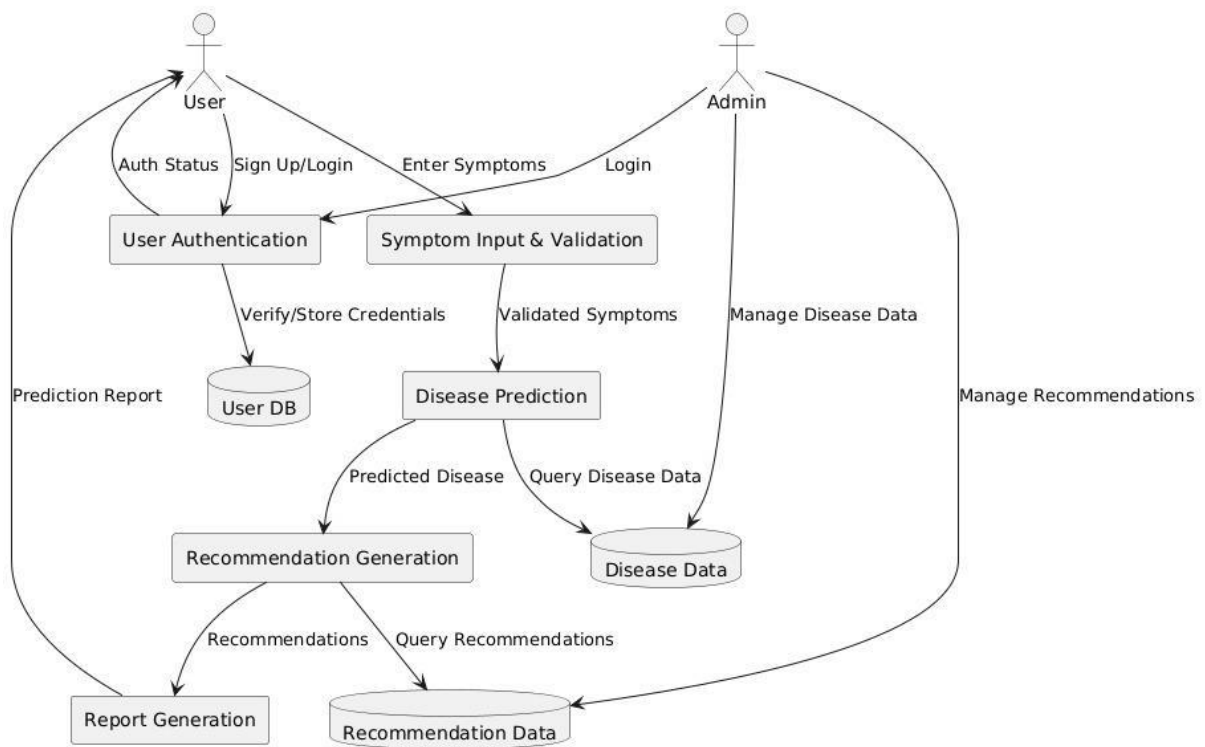 User
Admin
Auth Status
Sign Up/Login
Enter Symptoms
Login
User Authentication
Symptom Input & Validation
Verify/Store Credentials
Validated Symptoms
Manage Disease Data
Prediction Report
User DB
Disease Prediction
Manage Recommendations
Predicted Disease
Query Disease Data
Recommendation Generation
Disease Data
Recommendations
Query Recommendations
Report Generation
Recommendation Data